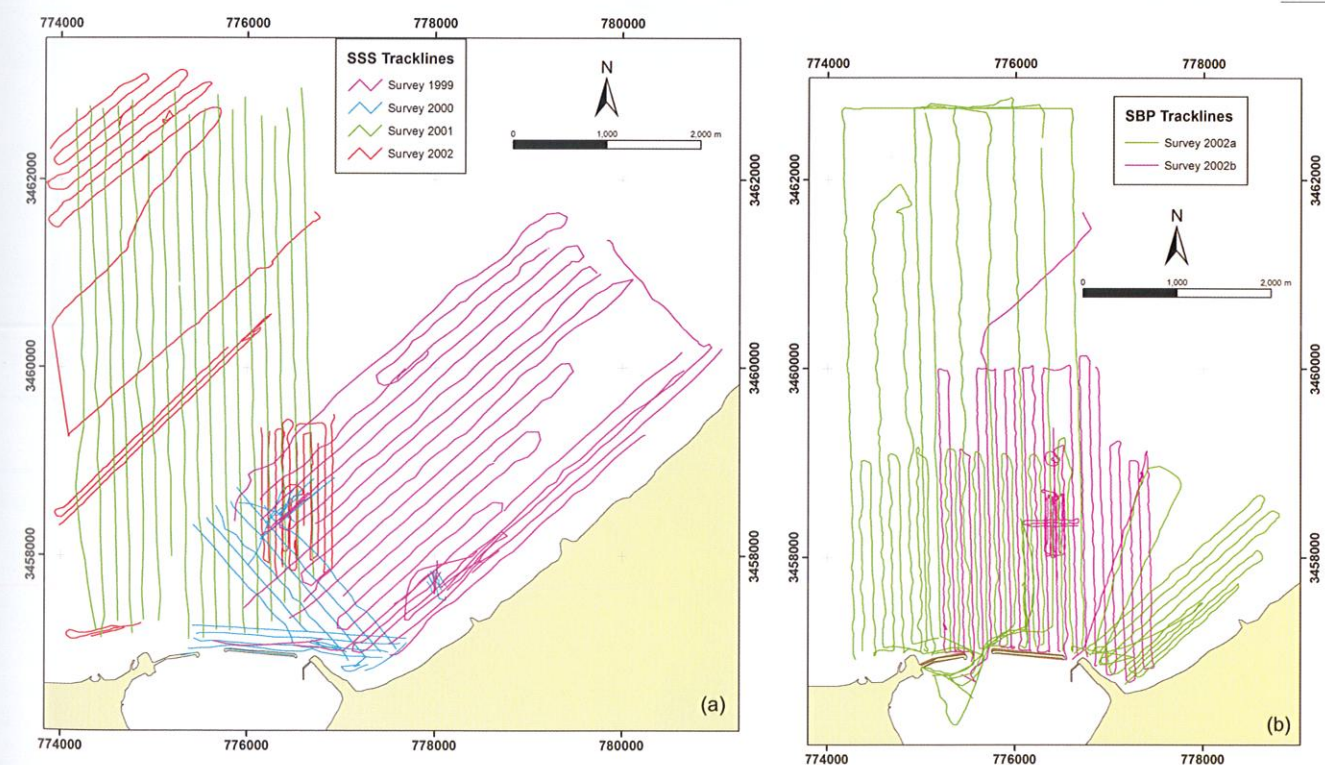 774000 776000 778000 780000
SSS Tracklines
Survey 1999
Survey 2000
Survey 2001
Survey 2002
N
0 1,000 2,000 m
3462000
3460000
3458000
3462000
3460000
3458000
(a)
774000 776000 778000 780000
774000 776000 778000
SBP Tracklines
Survey 2002a
Survey 2002b
N
0 1,000 2,000 m
3462000
3460000
3458000
3462000
3460000
3458000
(b)
774000 776000 778000